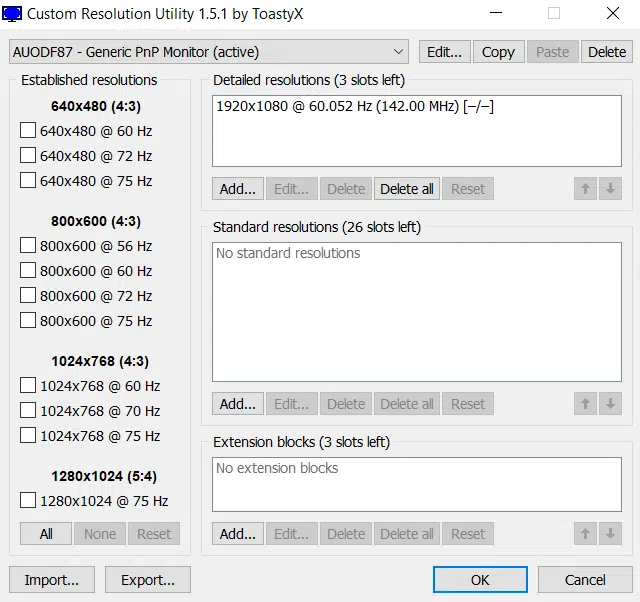 Custom Resolution Utility 1.5.1 by ToastyX
AUODF87 - Generic PnP Monitor (active)
Edit...
Copy
Paste
Delete
Established resolutions
640x480 (4:3)
640x480 @ 60 Hz
640x480 @ 72 Hz
640x480 @ 75 Hz
800x600 (4:3)
800x600 @ 56 Hz
800x600 @ 60 Hz
800x600 @ 72 Hz
800x600 @ 75 Hz
1024x768 (4:3)
1024x768 @ 60 Hz
1024x768 @ 70 Hz
1024x768 @ 75 Hz
1280x1024 (5:4)
1280x1024 @ 75 Hz
All
None
Reset
Detailed resolutions (3 slots left)
1920x1080 @ 60.052 Hz (142.00 MHz) [−/−]
Add...
Edit...
Delete
Delete all
Reset
Standard resolutions (26 slots left)
No standard resolutions
Add...
Edit...
Delete
Delete all
Reset
Extension blocks (3 slots left)
No extension blocks
Add...
Edit...
Delete
Delete all
Reset
Import...
Export...
OK
Cancel